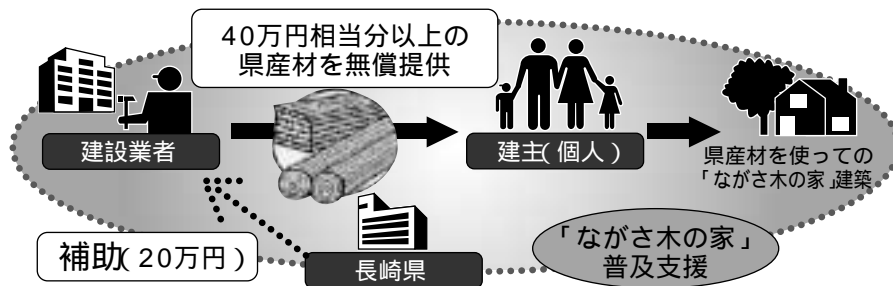 40万円相当分以上の
県産材を無償提供
建設業者
建主(個人)
県産材を使っての
「ながさ木の家」建築
補助(20万円)
長崎県
「ながさ木の家」
普及支援